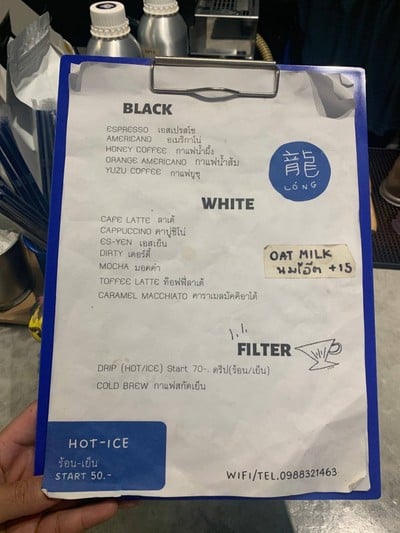 BLACK
ESPRESSO เอสเปรสโซ
AMERICANO อเมริกาโน่
HONEY COFFEE กาแฟน้ำผึ้ง
ORANGE AMERICANO กาแฟน้ำส้ม
YUZU COFFEE กาแฟยูซุ
龍
LÓNG
WHITE
CAFE LATTE ลาเต้
CAPPUCCINO คาปูชิโน่
ES-YEN เอสเย็น
DIRTY เดอร์ตี้
MOCHA มอคค่า
TOFFEE LATTE ท๊อฟฟี่ลาเต้
CARAMEL MACCHIATO คาราเมลมัคคิอาโต้
OAT MILK
นมโอ๊ต +15
FILTER
DRIP (HOT/ICE) Start 70-. ดริป(ร้อน/เย็น)
COLD BREW กาแฟสกัดเย็น
HOT-ICE
ร้อน-เย็น
START 50.-
WIFI/TEL.0988321463